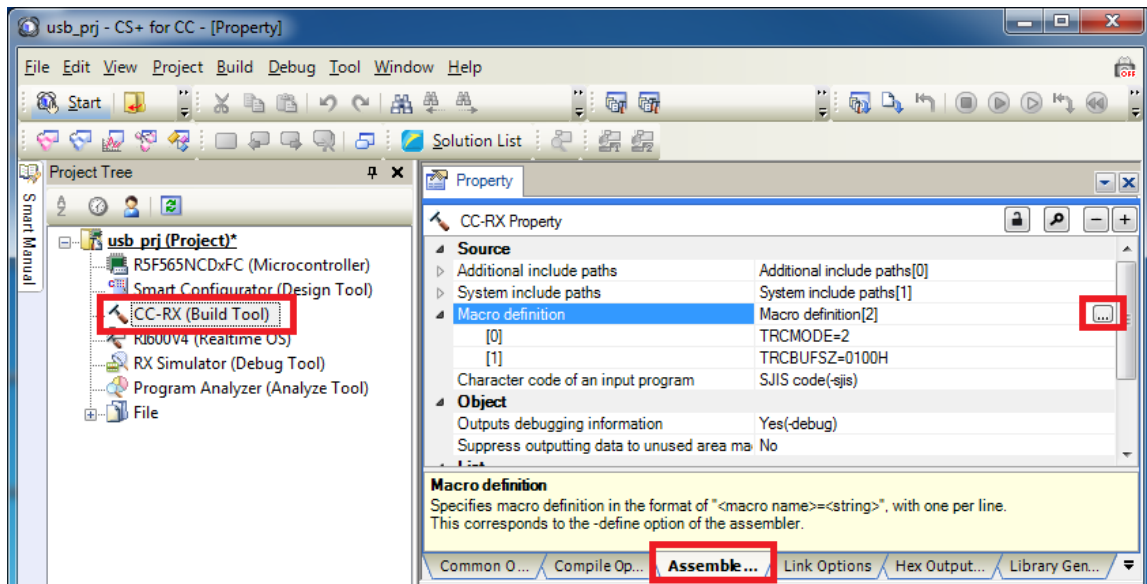 usb_prj - CS+ for CC - [Property]
File Edit View Project Build Debug Tool Window Help
OFF
Start
Solution List
Smart Manual
Project Tree
usb_prj (Project)*
R5F565NCDxFC (Microcontroller)
Smart Configurator (Design Tool)
CC-RX (Build Tool)
RI600V4 (Realtime OS)
RX Simulator (Debug Tool)
Program Analyzer (Analyze Tool)
File
Property
CC-RX Property
Source
Additional include paths Additional include paths[0]
System include paths System include paths[1]
Macro definition Macro definition[2] ...
[0] TRCMODE=2
[1] TRCBUFSZ=0100H
Character code of an input program SJIS code(-sjis)
Object
Outputs debugging information Yes(-debug)
Suppress outputting data to unused area ma No
List
Macro definition
Specifies macro definition in the format of "<macro name>=<string>", with one per line.
This corresponds to the -define option of the assembler.
Common O... Compile Op... Assemble... Link Options Hex Output... Library Gen...